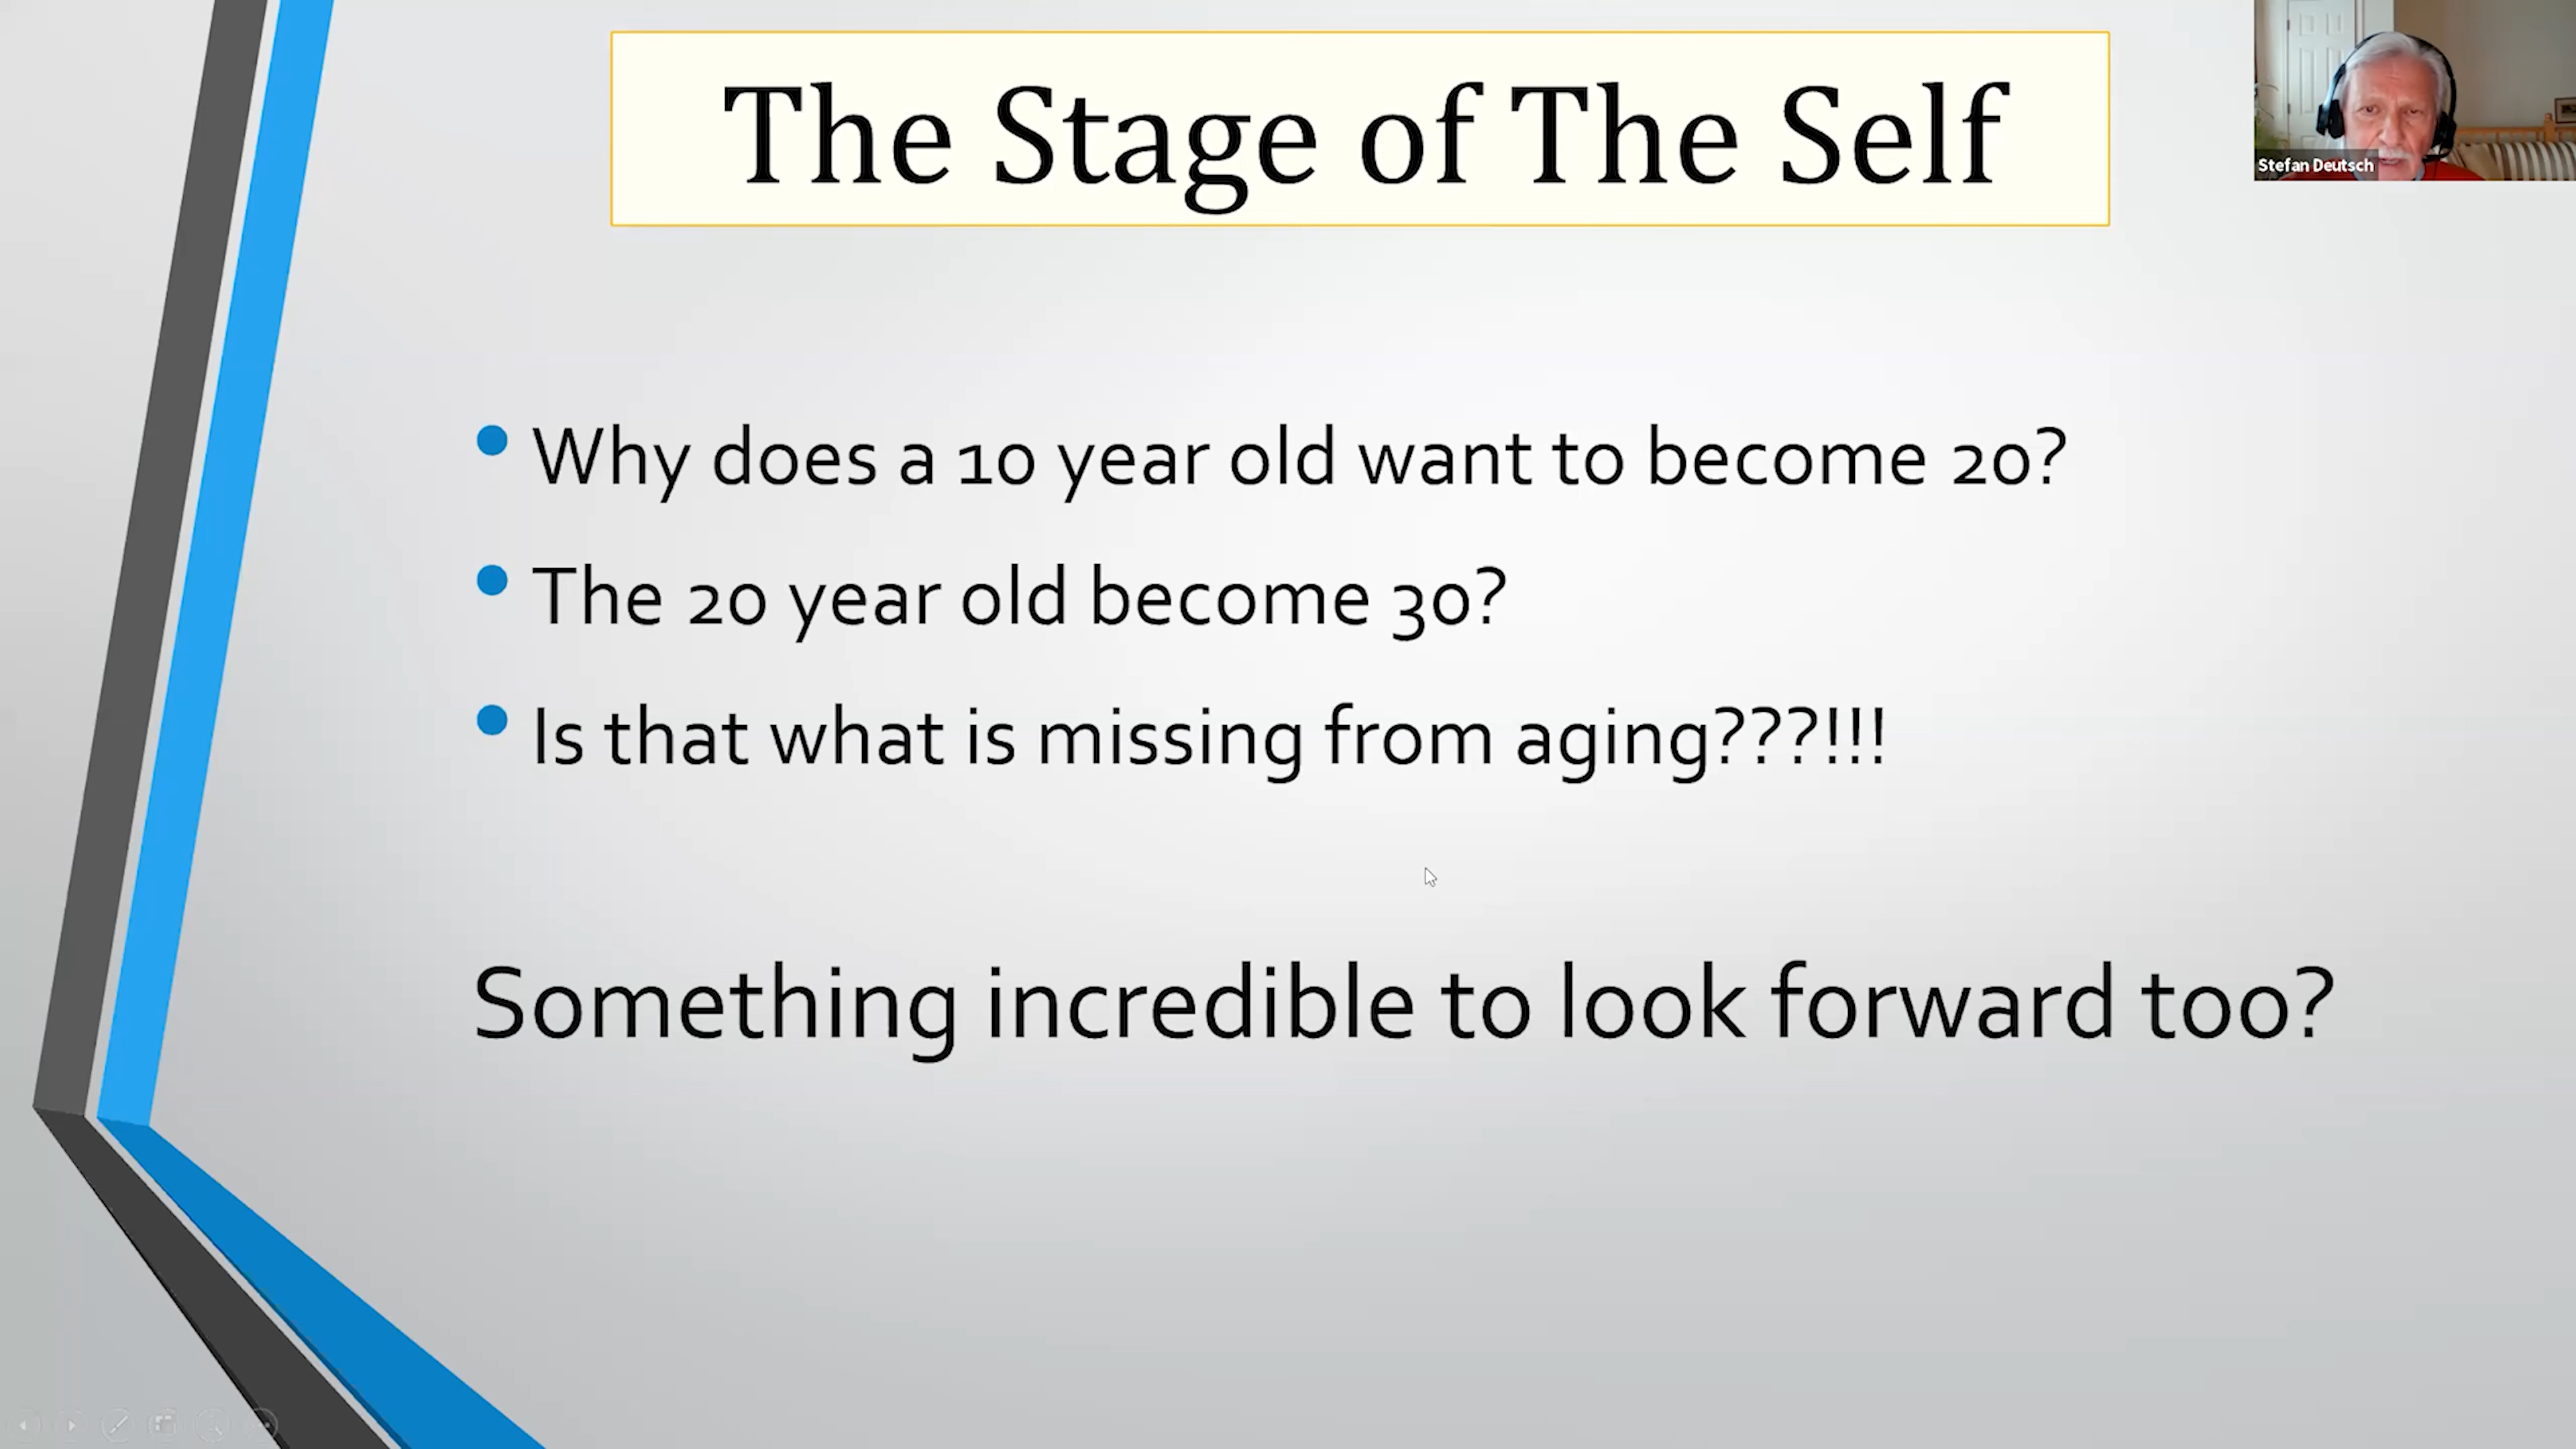 The Stage of The Self
Stefan Deutsch
• Why does a 10 year old want to become 20?
• The 20 year old become 30?
• Is that what is missing from aging???!!!
Something incredible to look forward too?